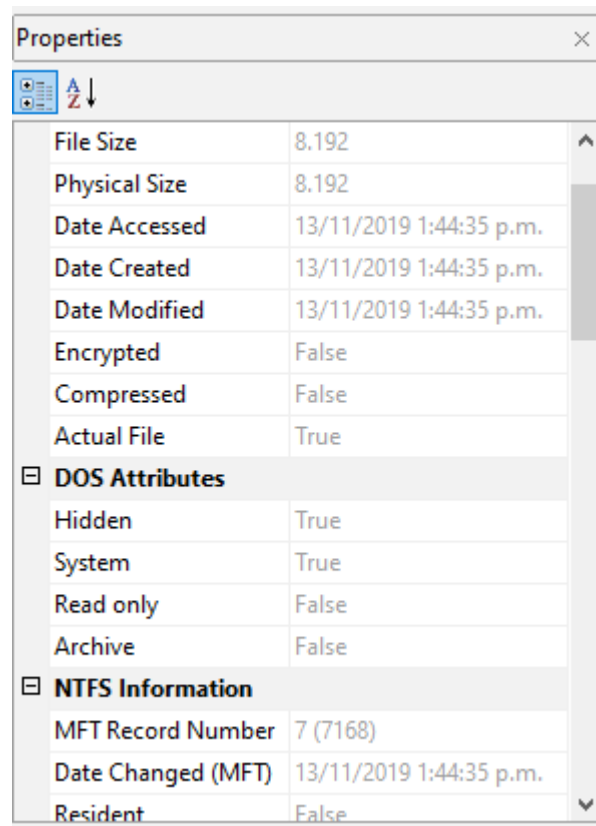 Properties
File Size 8.192
Physical Size 8.192
Date Accessed 13/11/2019 1:44:35 p.m.
Date Created 13/11/2019 1:44:35 p.m.
Date Modified 13/11/2019 1:44:35 p.m.
Encrypted False
Compressed False
Actual File True
DOS Attributes
Hidden True
System True
Read only False
Archive False
NTFS Information
MFT Record Number 7 (7168)
Date Changed (MFT) 13/11/2019 1:44:35 p.m.
Resident False